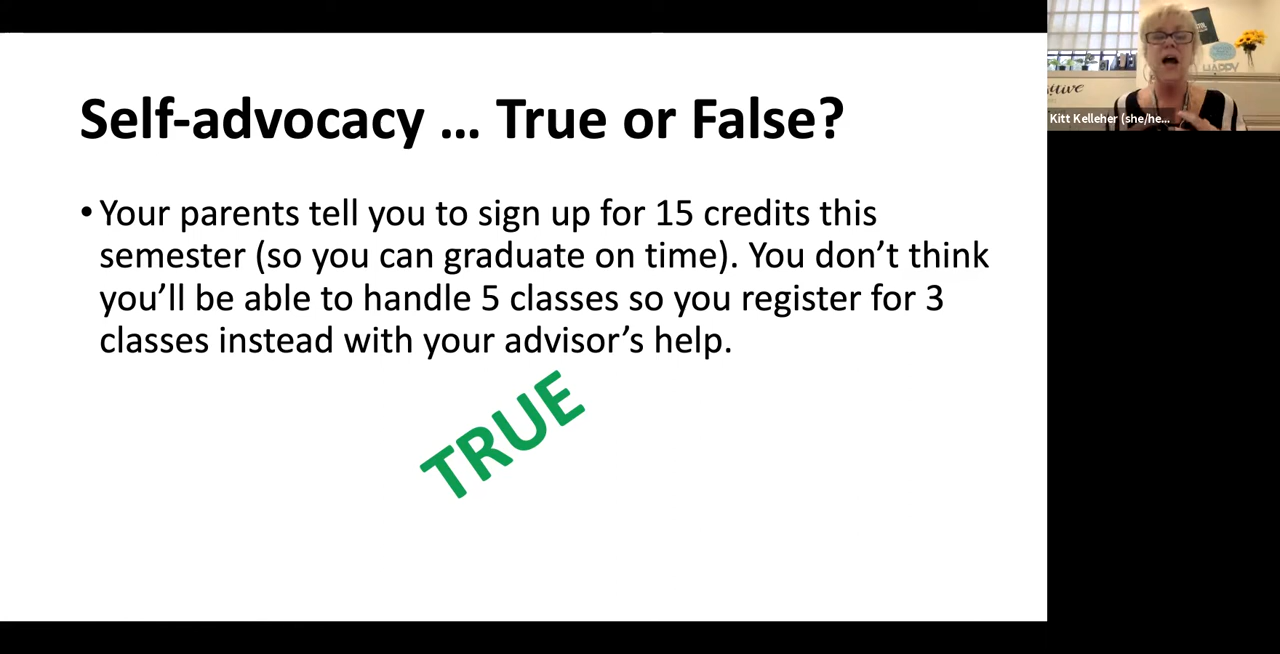 Self-advocacy … True or False?
• Your parents tell you to sign up for 15 credits this
semester (so you can graduate on time). You don’t think
you’ll be able to handle 5 classes so you register for 3
classes instead with your advisor’s help.
TRUE
HAPPY
Kitt Kelleher (she/he...